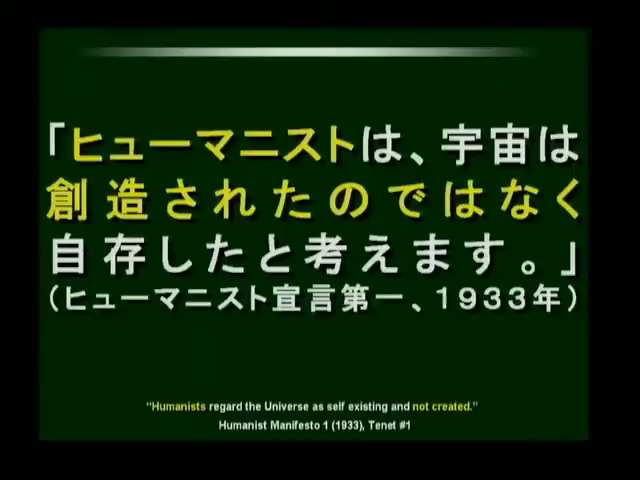 「ヒューマニストは、宇宙は
創造されたのではなく
自存したと考えます。」
(ヒューマニスト宣言第一、1933年)
“Humanists regard the Universe as self existing and not created.”
Humanist Manifesto 1 (1933), Tenet #1